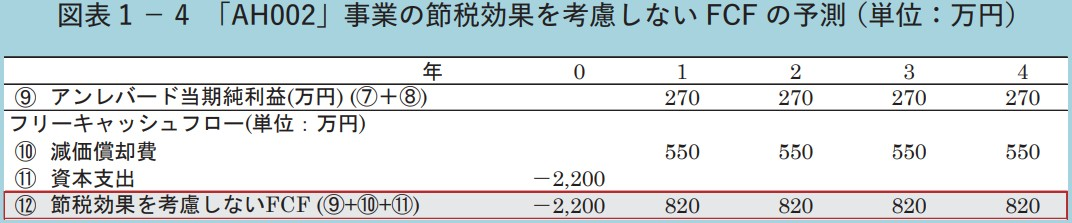 図表1-4 「AH002」事業の節税効果を考慮しないFCFの予測(単位:万円)
年 0 1 2 3 4
⑨ アンレバード当期純利益(万円) (⑦+⑧) 270 270 270 270
フリーキャッシュフロー(単位:万円)
⑩ 減価償却費 550 550 550 550
⑪ 資本支出 -2,200
⑫ 節税効果を考慮しないFCF (⑨+⑩+⑪) -2,200 820 820 820 820